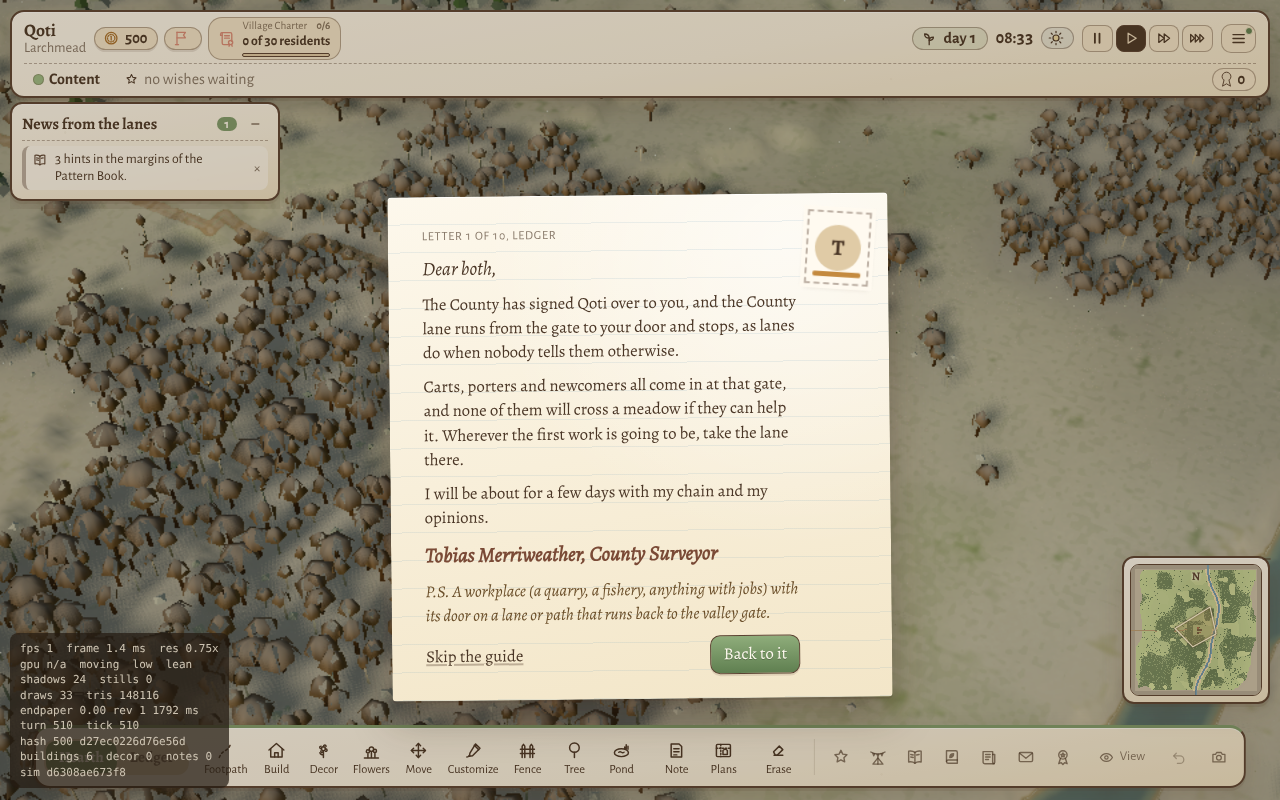 Qoti
Larchmead
500
Village Charter 0/6
0 of 30 residents
day 1
08:33
Content
no wishes waiting
0
News from the lanes
1
3 hints in the margins of the
Pattern Book.
LETTER 1 OF 10, LEDGER
T
Dear both,
The County has signed Qoti over to you, and the County
lane runs from the gate to your door and stops, as lanes
do when nobody tells them otherwise.
Carts, porters and newcomers all come in at that gate,
and none of them will cross a meadow if they can help
it. Wherever the first work is going to be, take the lane
there.
I will be about for a few days with my chain and my
opinions.
Tobias Merriweather, County Surveyor
P.S. A workplace (a quarry, a fishery, anything with jobs) with
its door on a lane or path that runs back to the valley gate.
Skip the guide
Back to it
N
fps 1 frame 1.4 ms res 0.75x
gpu n/a moving low lean
shadows 24 stills 0
draws 33 tris 148116
endpaper 0.00 rev 1 1792 ms
turn 510 tick 510
hash 500 d27ec0226d76e56d
buildings 6 decor 0 notes 0
sim d6308ae673f8
Footpath
Build
Decor
Flowers
Move
Customize
Fence
Tree
Pond
Note
Plans
Erase
View